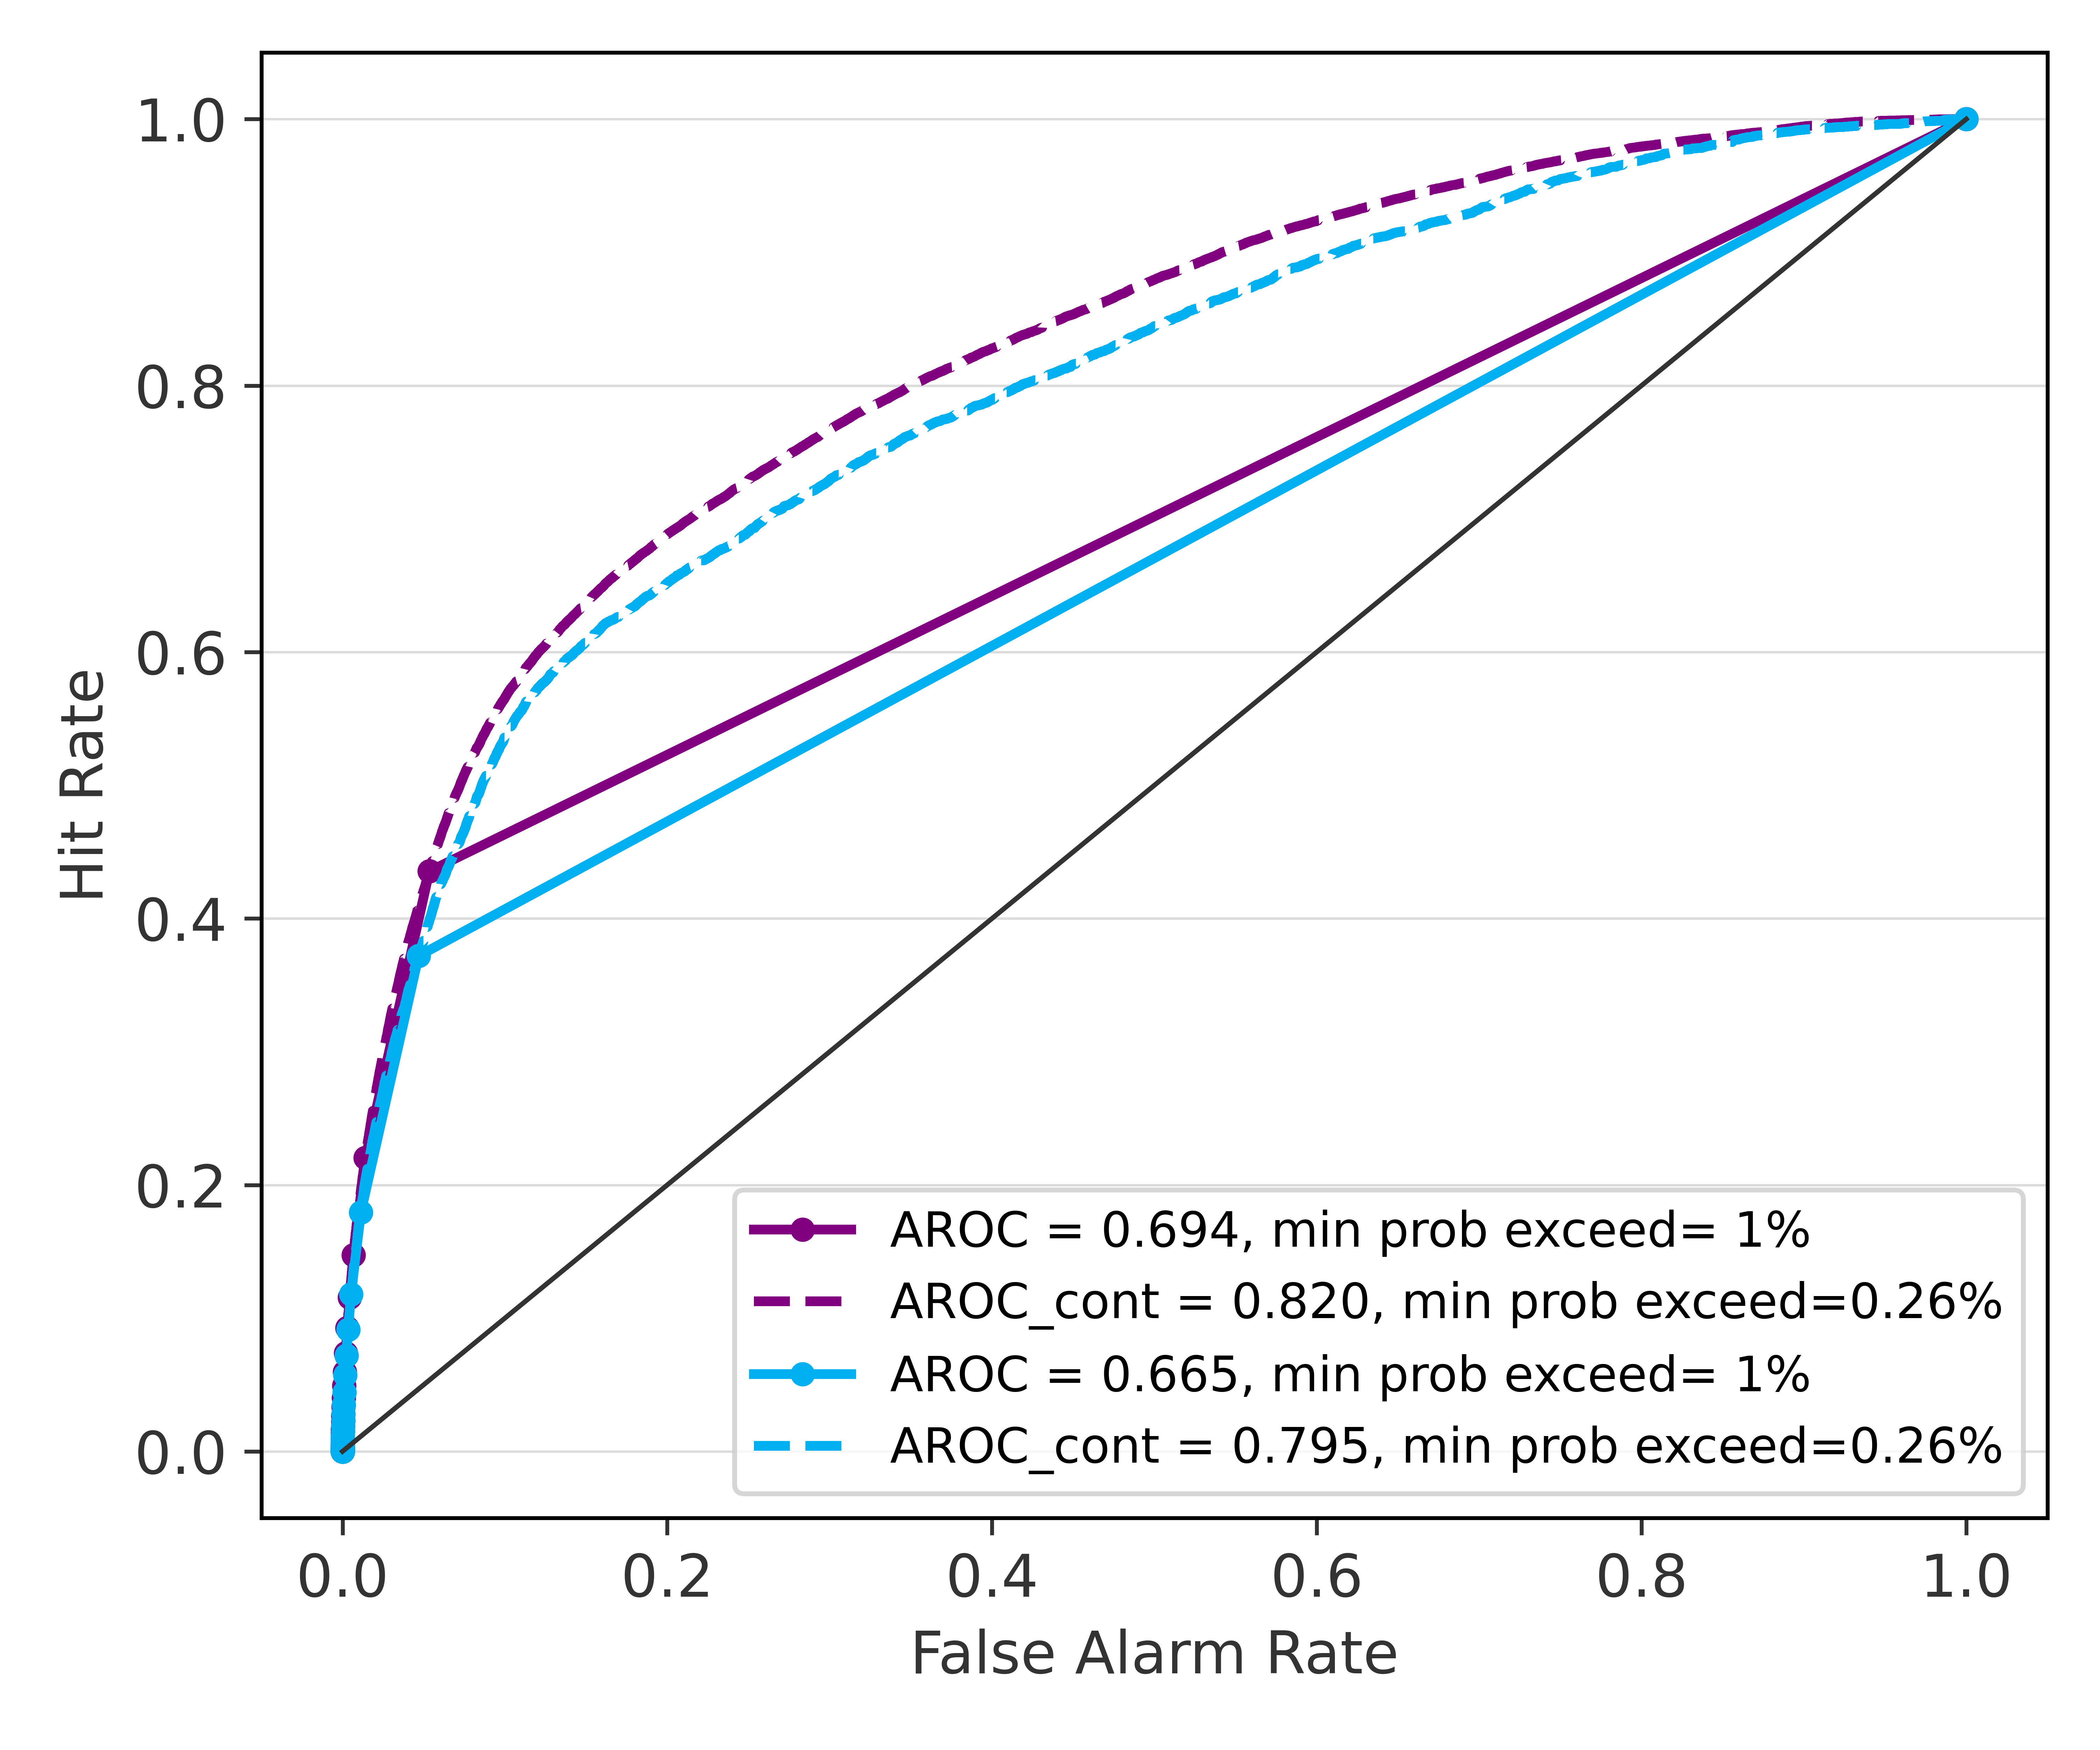 1.0
0.8
0.6
0.4
0.2
0.0
Hit Rate
AROC = 0.694, min prob exceed= 1%
AROC_cont = 0.820, min prob exceed=0.26%
AROC = 0.665, min prob exceed= 1%
AROC_cont = 0.795, min prob exceed=0.26%
0.0 0.2 0.4 0.6 0.8 1.0
False Alarm Rate